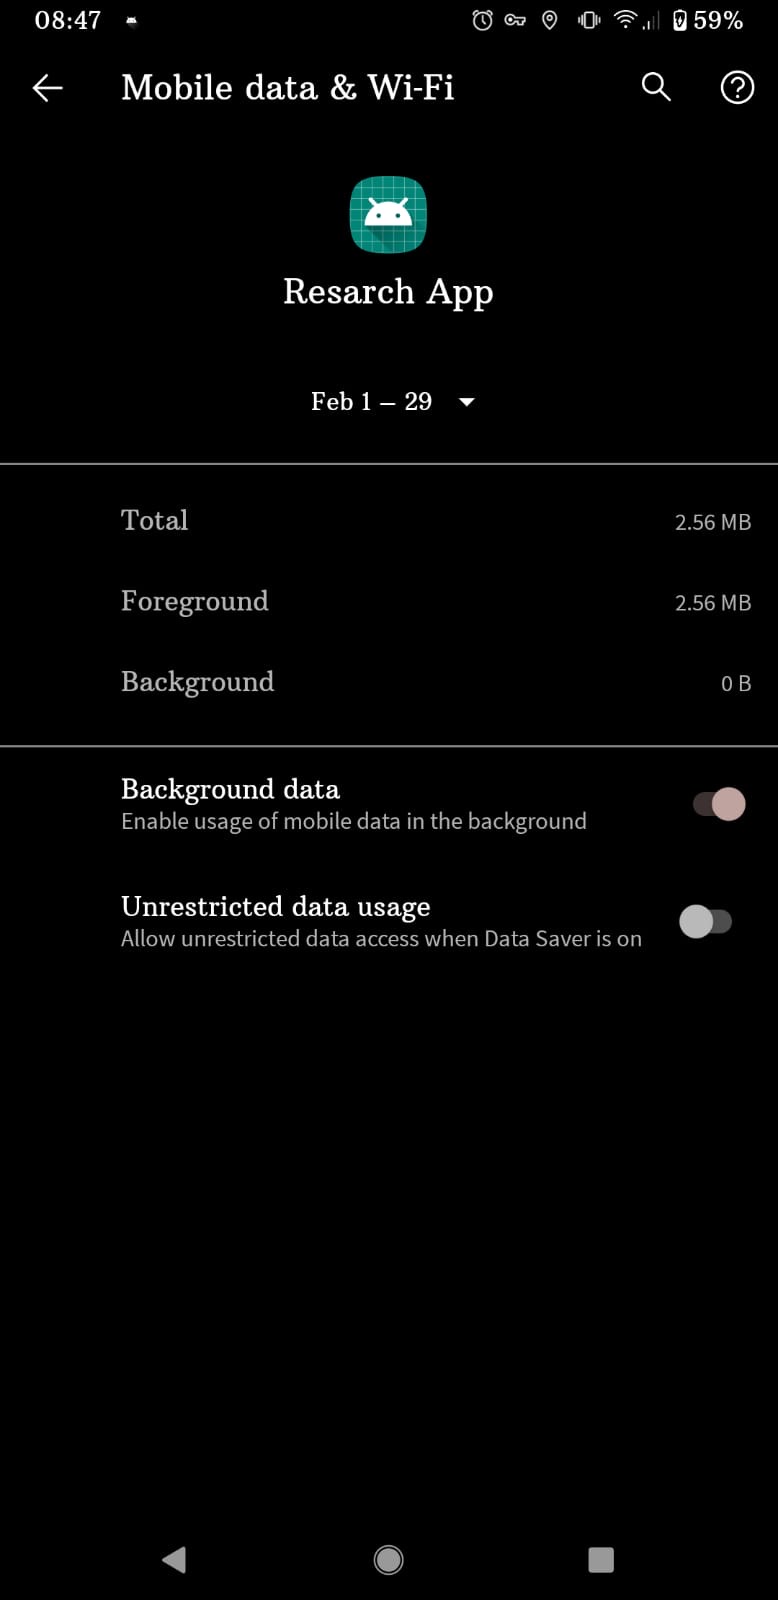 08:47 59%
Mobile data & Wi-Fi
Resarch App
Feb 1 – 29
Total 2.56 MB
Foreground 2.56 MB
Background 0 B
Background data
Enable usage of mobile data in the background
Unrestricted data usage
Allow unrestricted data access when Data Saver is on